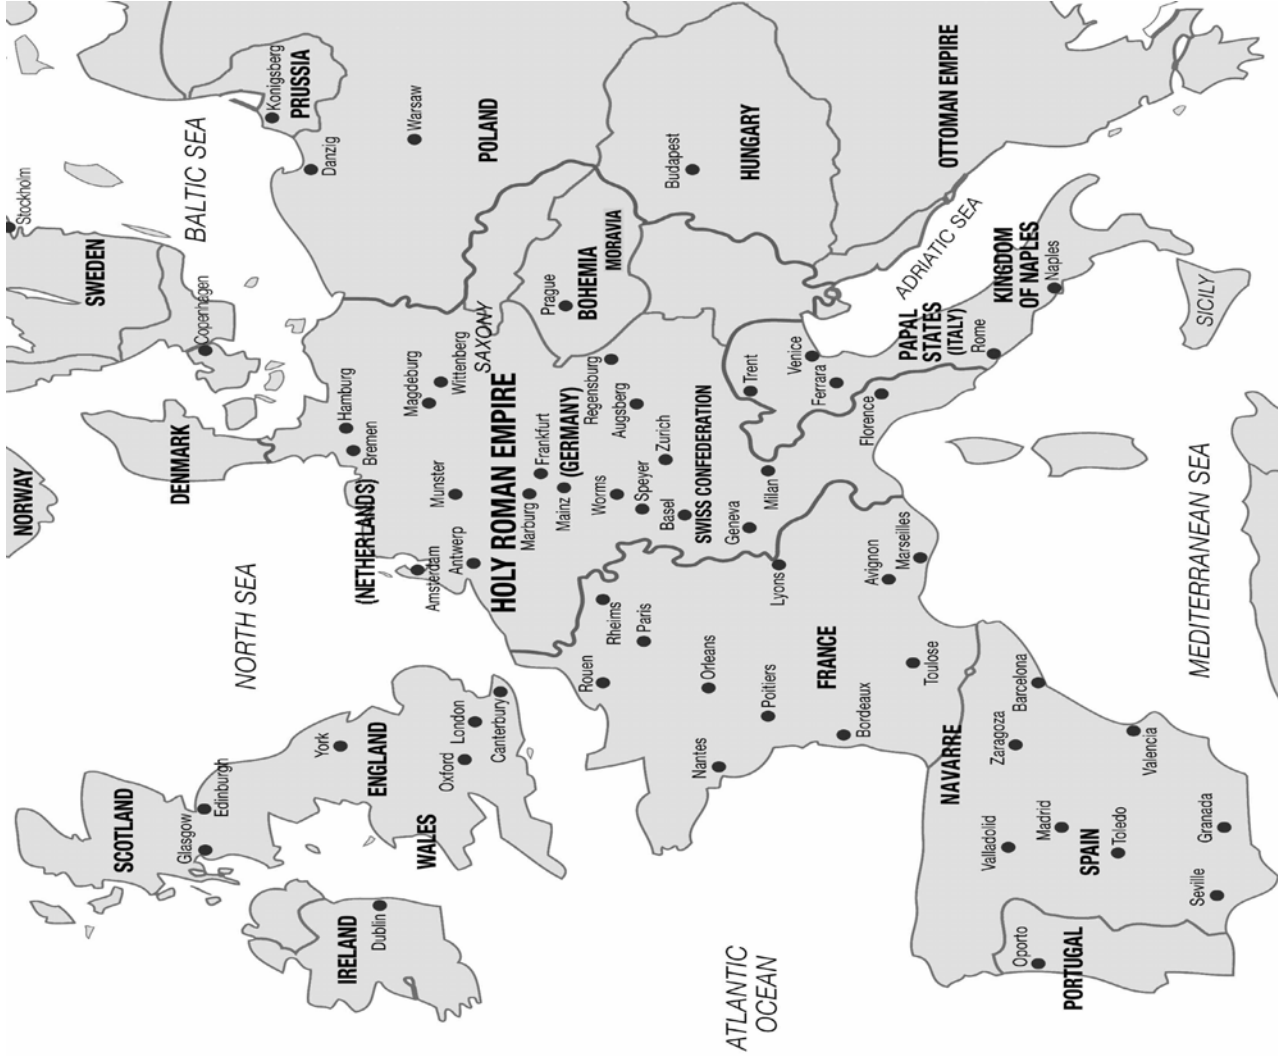 NORWAY
SWEDEN
Stockholm
SCOTLAND
Glasgow
Edinburgh
NORTH SEA
DENMARK
Copenhagen
BALTIC SEA
Konigsberg
PRUSSIA
Danzig
IRELAND
Dublin
York
ENGLAND
WALES
Oxford
London
Canterbury
(NETHERLANDS)
Amsterdam
Antwerp
Bremen
Hamburg
Munster
Magdeburg
Wittenberg
SAXONY
Warsaw
POLAND
HOLY ROMAN EMPIRE
Marburg
Frankfurt
Mainz
(GERMANY)
Worms
Speyer
Regensburg
Augsberg
Prague
BOHEMIA
MORAVIA
Basel
Zurich
SWISS CONFEDERATION
Geneva
Budapest
HUNGARY
ATLANTIC
OCEAN
Rouen
Rheims
Paris
Orleans
Nantes
Poitiers
Lyons
FRANCE
Bordeaux
Avignon
Toulose
Marseilles
Milan
Trent
Venice
Ferrara
Florence
PAPAL
STATES
(ITALY)
Rome
ADRIATIC SEA
OTTOMAN EMPIRE
KINGDOM
OF NAPLES
Naples
SICILY
NAVARRE
Zaragoza
Barcelona
Valladolid
Madrid
SPAIN
Toledo
Valencia
Oporto
PORTUGAL
Seville
Granada
MEDITERRANEAN SEA